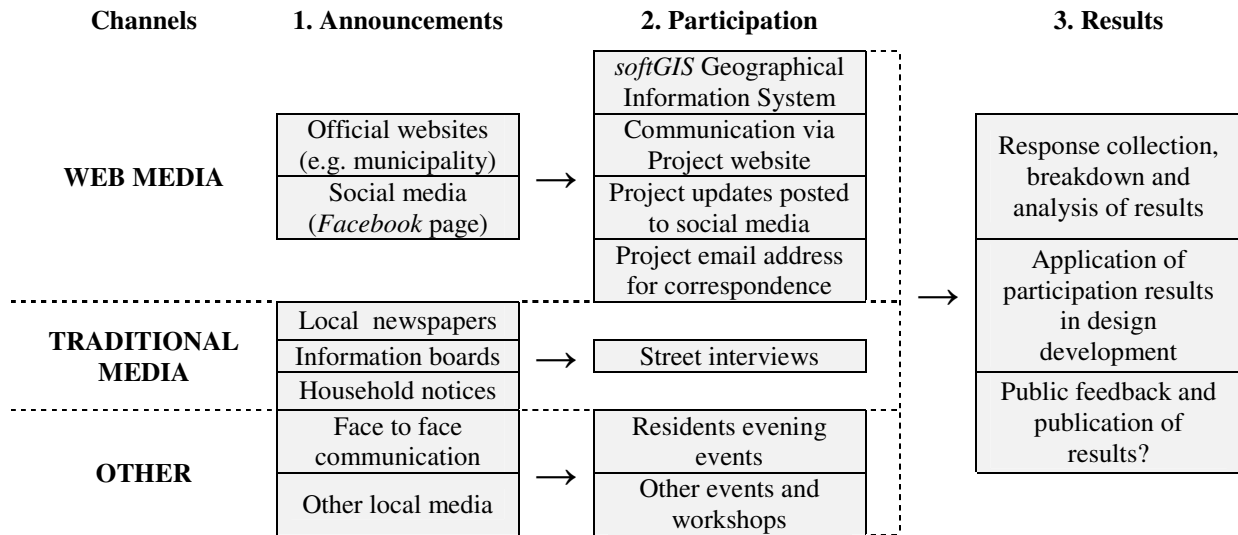 Channels
1. Announcements
2. Participation
3. Results
WEB MEDIA
Official websites
(e.g. municipality)
Social media
(Facebook page)
→
softGIS Geographical
Information System
Communication via
Project website
Project updates posted
to social media
Project email address
for correspondence
TRADITIONAL
MEDIA
Local newspapers
Information boards
Household notices
→
Street interviews
OTHER
Face to face
communication
Other local media
→
Residents evening
events
Other events and
workshops
→
Response collection,
breakdown and
analysis of results
Application of
participation results
in design
development
Public feedback and
publication of
results?